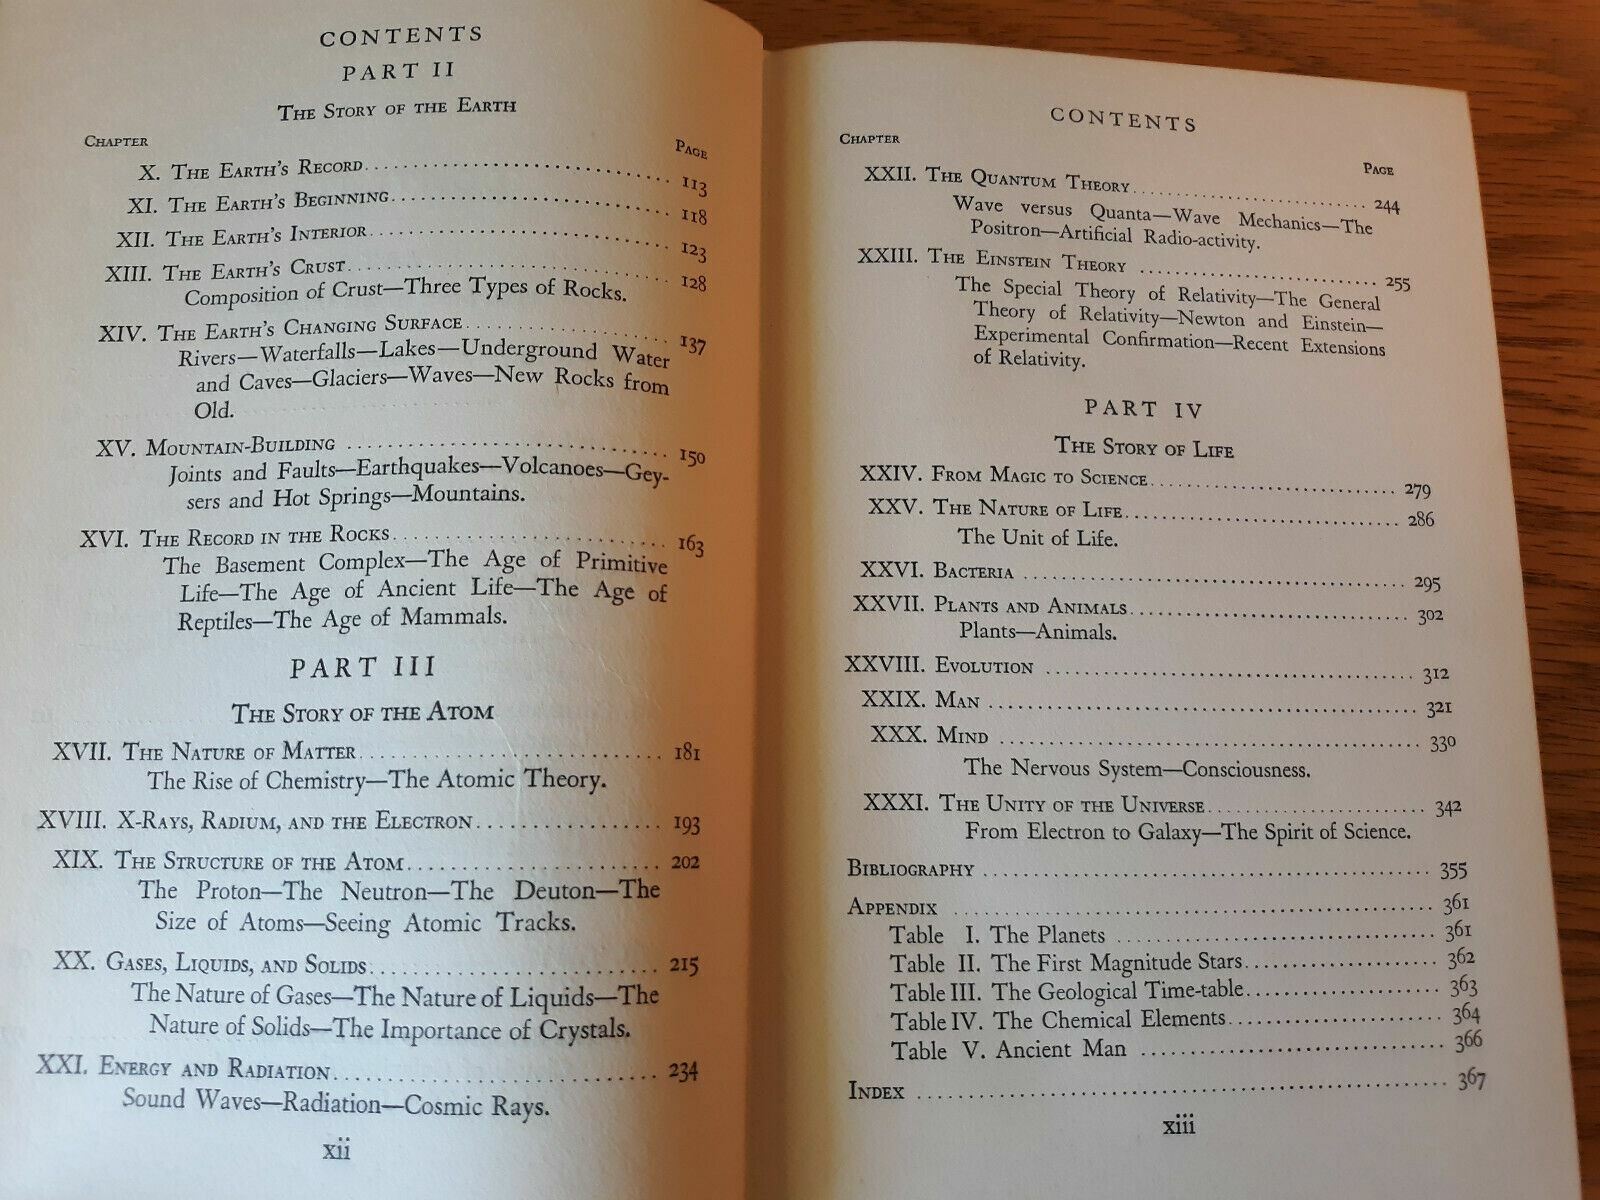 CONTENTS
PART II
The Story of the Earth
Chapter Page
X. The Earth's Record 113
XI. The Earth's Beginning 118
XII. The Earth's Interior 123
XIII. The Earth's Crust 128
Composition of Crust—Three Types of Rocks.
XIV. The Earth's Changing Surface 137
Rivers—Waterfalls—Lakes—Underground Water
and Caves—Glaciers—Waves—New Rocks from
Old.
XV. Mountain-Building 150
Joints and Faults—Earthquakes—Volcanoes—Gey-
sers and Hot Springs—Mountains.
XVI. The Record in the Rocks 163
The Basement Complex—The Age of Primitive
Life—The Age of Ancient Life—The Age of
Reptiles—The Age of Mammals.
PART III
The Story of the Atom
XVII. The Nature of Matter 181
The Rise of Chemistry—The Atomic Theory.
XVIII. X-Rays, Radium, and the Electron 193
XIX. The Structure of the Atom 202
The Proton—The Neutron—The Deuton—The
Size of Atoms—Seeing Atomic Tracks.
XX. Gases, Liquids, and Solids 215
The Nature of Gases—The Nature of Liquids—The
Nature of Solids—The Importance of Crystals.
XXI. Energy and Radiation 234
Sound Waves—Radiation—Cosmic Rays.
xii
CONTENTS
Chapter Page
XXII. The Quantum Theory 244
Wave versus Quanta—Wave Mechanics—The
Positron—Artificial Radio-activity.
XXIII. The Einstein Theory 255
The Special Theory of Relativity—The General
Theory of Relativity—Newton and Einstein—
Experimental Confirmation—Recent Extensions
of Relativity.
PART IV
The Story of Life
XXIV. From Magic to Science 279
XXV. The Nature of Life 286
The Unit of Life.
XXVI. Bacteria 295
XXVII. Plants and Animals 302
Plants—Animals.
XXVIII. Evolution 312
XXIX. Man 321
XXX. Mind 330
The Nervous System—Consciousness.
XXXI. The Unity of the Universe 342
From Electron to Galaxy—The Spirit of Science.
Bibliography 355
Appendix 361
Table I. The Planets 361
Table II. The First Magnitude Stars 362
Table III. The Geological Time-table 363
Table IV. The Chemical Elements 364
Table V. Ancient Man 366
Index 367
xiii